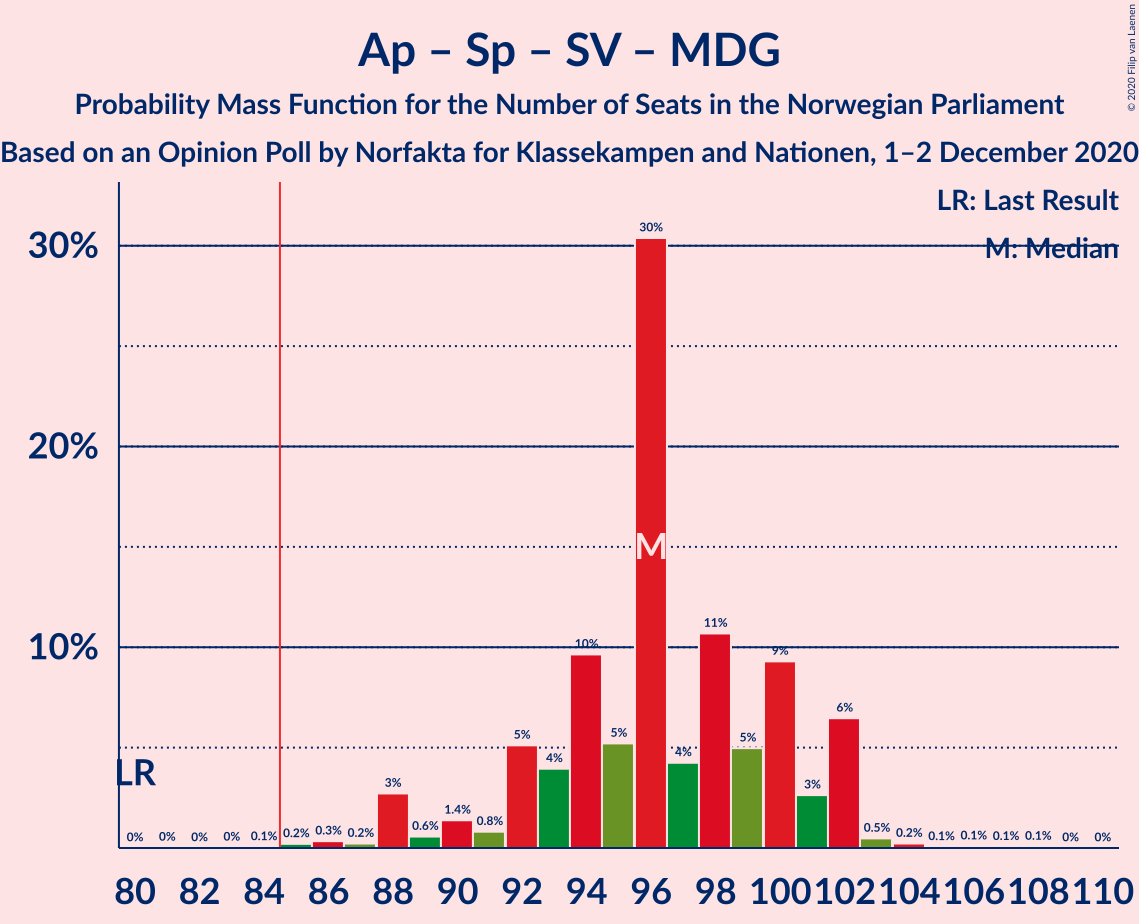 Ap – Sp – SV – MDG
Probability Mass Function for the Number of Seats in the Norwegian Parliament
Based on an Opinion Poll by Norfakta for Klassekampen and Nationen, 1–2 December 2020
© 2020 Filip van Laenen
LR: Last Result
M: Median
30%
20%
10%
LR
M
0% 0% 0% 0% 0.1% 0.2% 0.3% 0.2% 3% 0.6% 1.4% 0.8% 5% 4% 10% 5% 30% 4% 11% 5% 9% 3% 6% 0.5% 0.2% 0.1% 0.1% 0.1% 0.1% 0% 0%
80 82 84 86 88 90 92 94 96 98 100 102 104 106 108 110